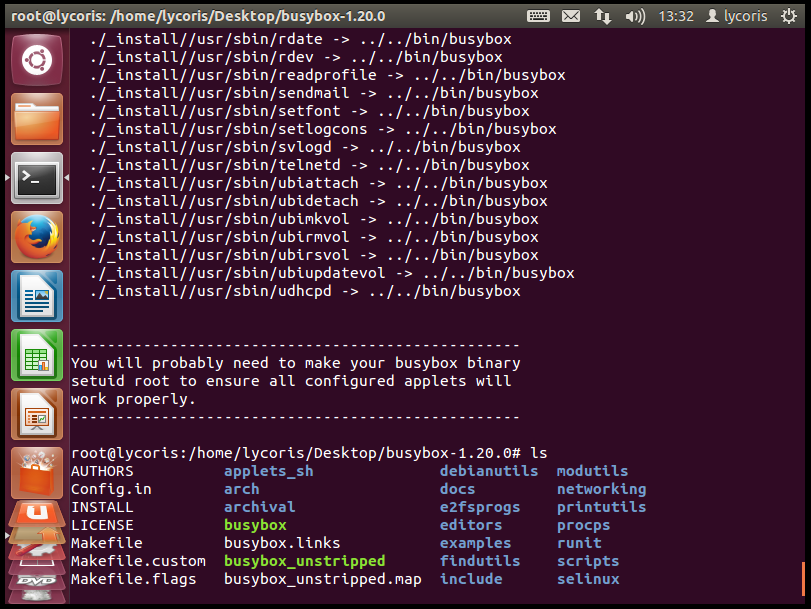 root@lycoris: /home/lycoris/Desktop/busybox-1.20.0 13:32 lycoris
./_install//usr/sbin/rdate -> ../../bin/busybox
./_install//usr/sbin/rdev -> ../../bin/busybox
./_install//usr/sbin/readprofile -> ../../bin/busybox
./_install//usr/sbin/sendmail -> ../../bin/busybox
./_install//usr/sbin/setfont -> ../../bin/busybox
./_install//usr/sbin/setlogcons -> ../../bin/busybox
./_install//usr/sbin/svlogd -> ../../bin/busybox
./_install//usr/sbin/telnetd -> ../../bin/busybox
./_install//usr/sbin/ubiattach -> ../../bin/busybox
./_install//usr/sbin/ubidetach -> ../../bin/busybox
./_install//usr/sbin/ubimkvol -> ../../bin/busybox
./_install//usr/sbin/ubirmvol -> ../../bin/busybox
./_install//usr/sbin/ubirsvol -> ../../bin/busybox
./_install//usr/sbin/ubiupdatevol -> ../../bin/busybox
./_install//usr/sbin/udhcpd -> ../../bin/busybox
--------------------------------------------------
You will probably need to make your busybox binary
setuid root to ensure all configured applets will
work properly.
--------------------------------------------------
root@lycoris:/home/lycoris/Desktop/busybox-1.20.0# ls
AUTHORS applets_sh debianutils modutils
Config.in arch docs networking
INSTALL archival e2fsprogs printutils
LICENSE busybox editors procps
Makefile busybox.links examples runit
Makefile.custom busybox_unstripped findutils scripts
Makefile.flags busybox_unstripped.map include selinux
DVD